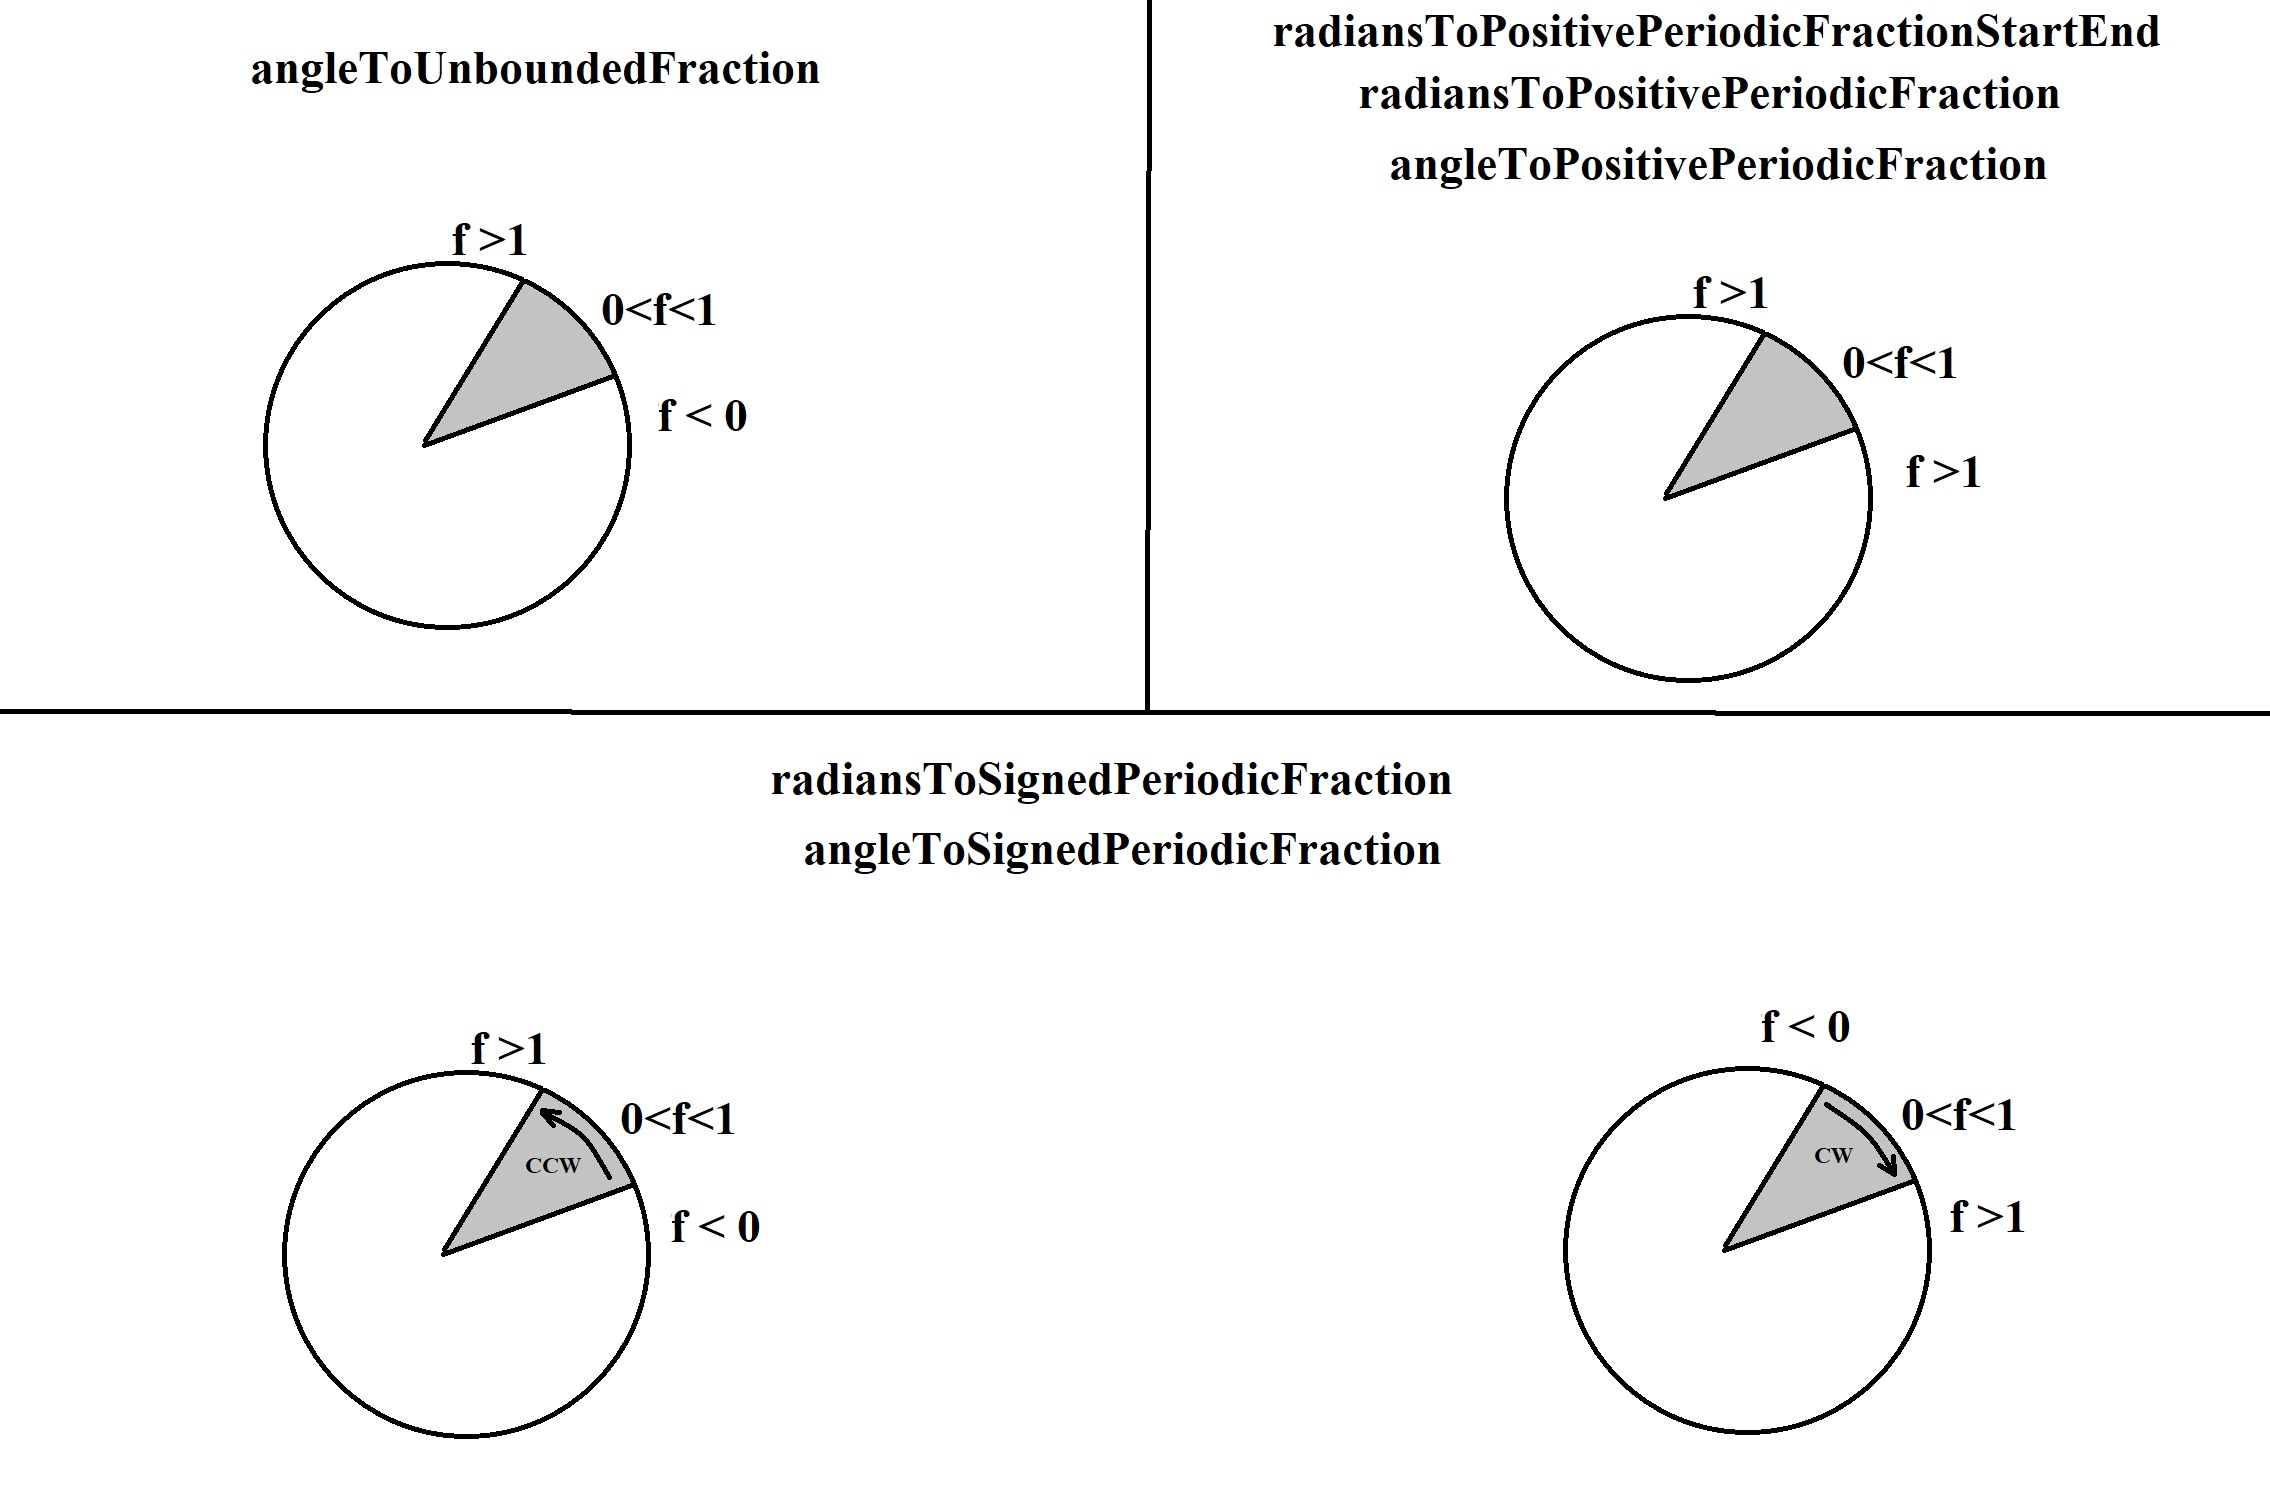 angleToUnboundedFraction
f >1
0<f<1
f < 0
radiansToPositivePeriodicFractionStartEnd
radiansToPositivePeriodicFraction
angleToPositivePeriodicFraction
f >1
0<f<1
f >1
radiansToSignedPeriodicFraction
angleToSignedPeriodicFraction
f >1
0<f<1
CCW
f < 0
f < 0
0<f<1
CW
f >1